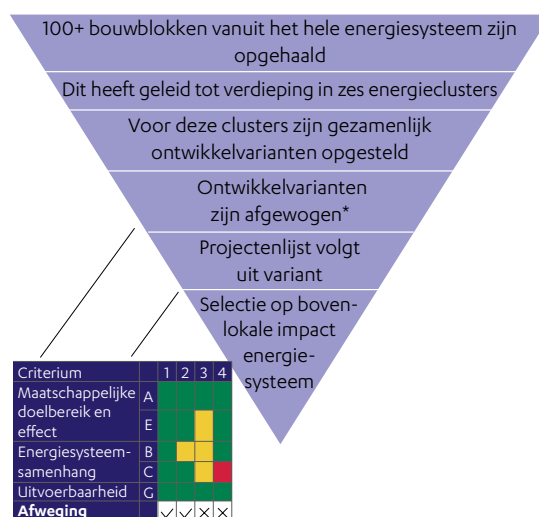 100+ bouwblokken vanuit het hele energiesysteem zijn
opgehaald
Dit heeft geleid tot verdieping in zes energieclusters
Voor deze clusters zijn gezamenlijk
ontwikkelvarianten opgesteld
Ontwikkelvarianten
zijn afgewogen*
Projectenlijst volgt
uit variant
Selectie op boven-
lokale impact
energie-
systeem
Criterium 1 2 3 4
Maatschappelijke A
doelbereik en
effect E
Energiesysteem- B
samenhang C
Uitvoerbaarheid G
Afweging ✓ ✓ × ×